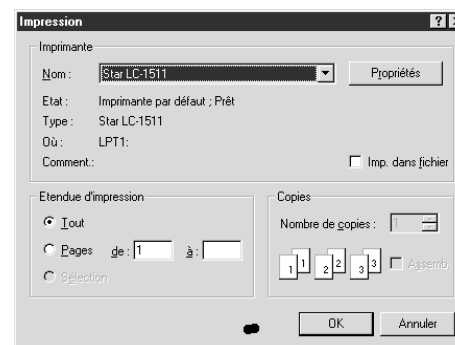 Impression
Imprimante
Nom : Star LC-1511 Propriétés
Etat : Imprimante par défaut ; Prêt
Type : Star LC-1511
Où : LPT1:
Comment.: Imp. dans fichier
Etendue d'impression
Tout
Pages de : 1 à :
Sélection
Copies
Nombre de copies : 1
1 1 2 2 3 3 Assemb.
OK Annuler